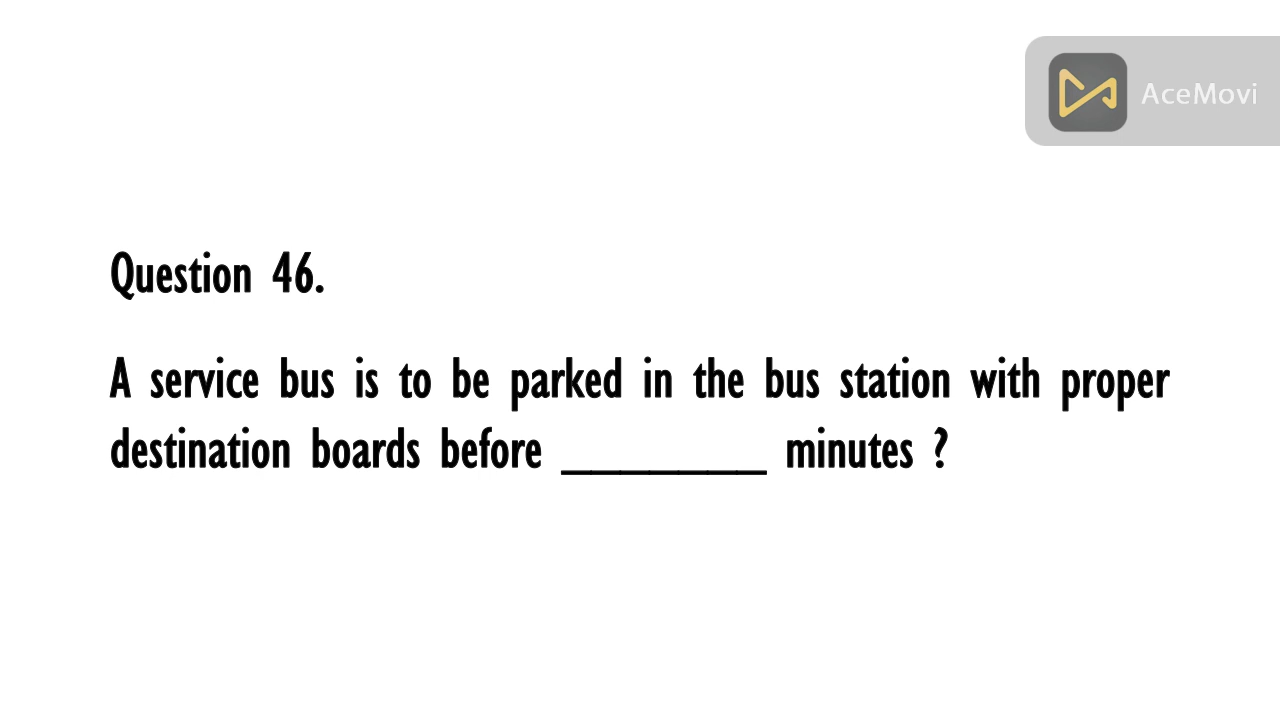 AceMovi
Question 46.
A service bus is to be parked in the bus station with proper
destination boards before _______ minutes ?